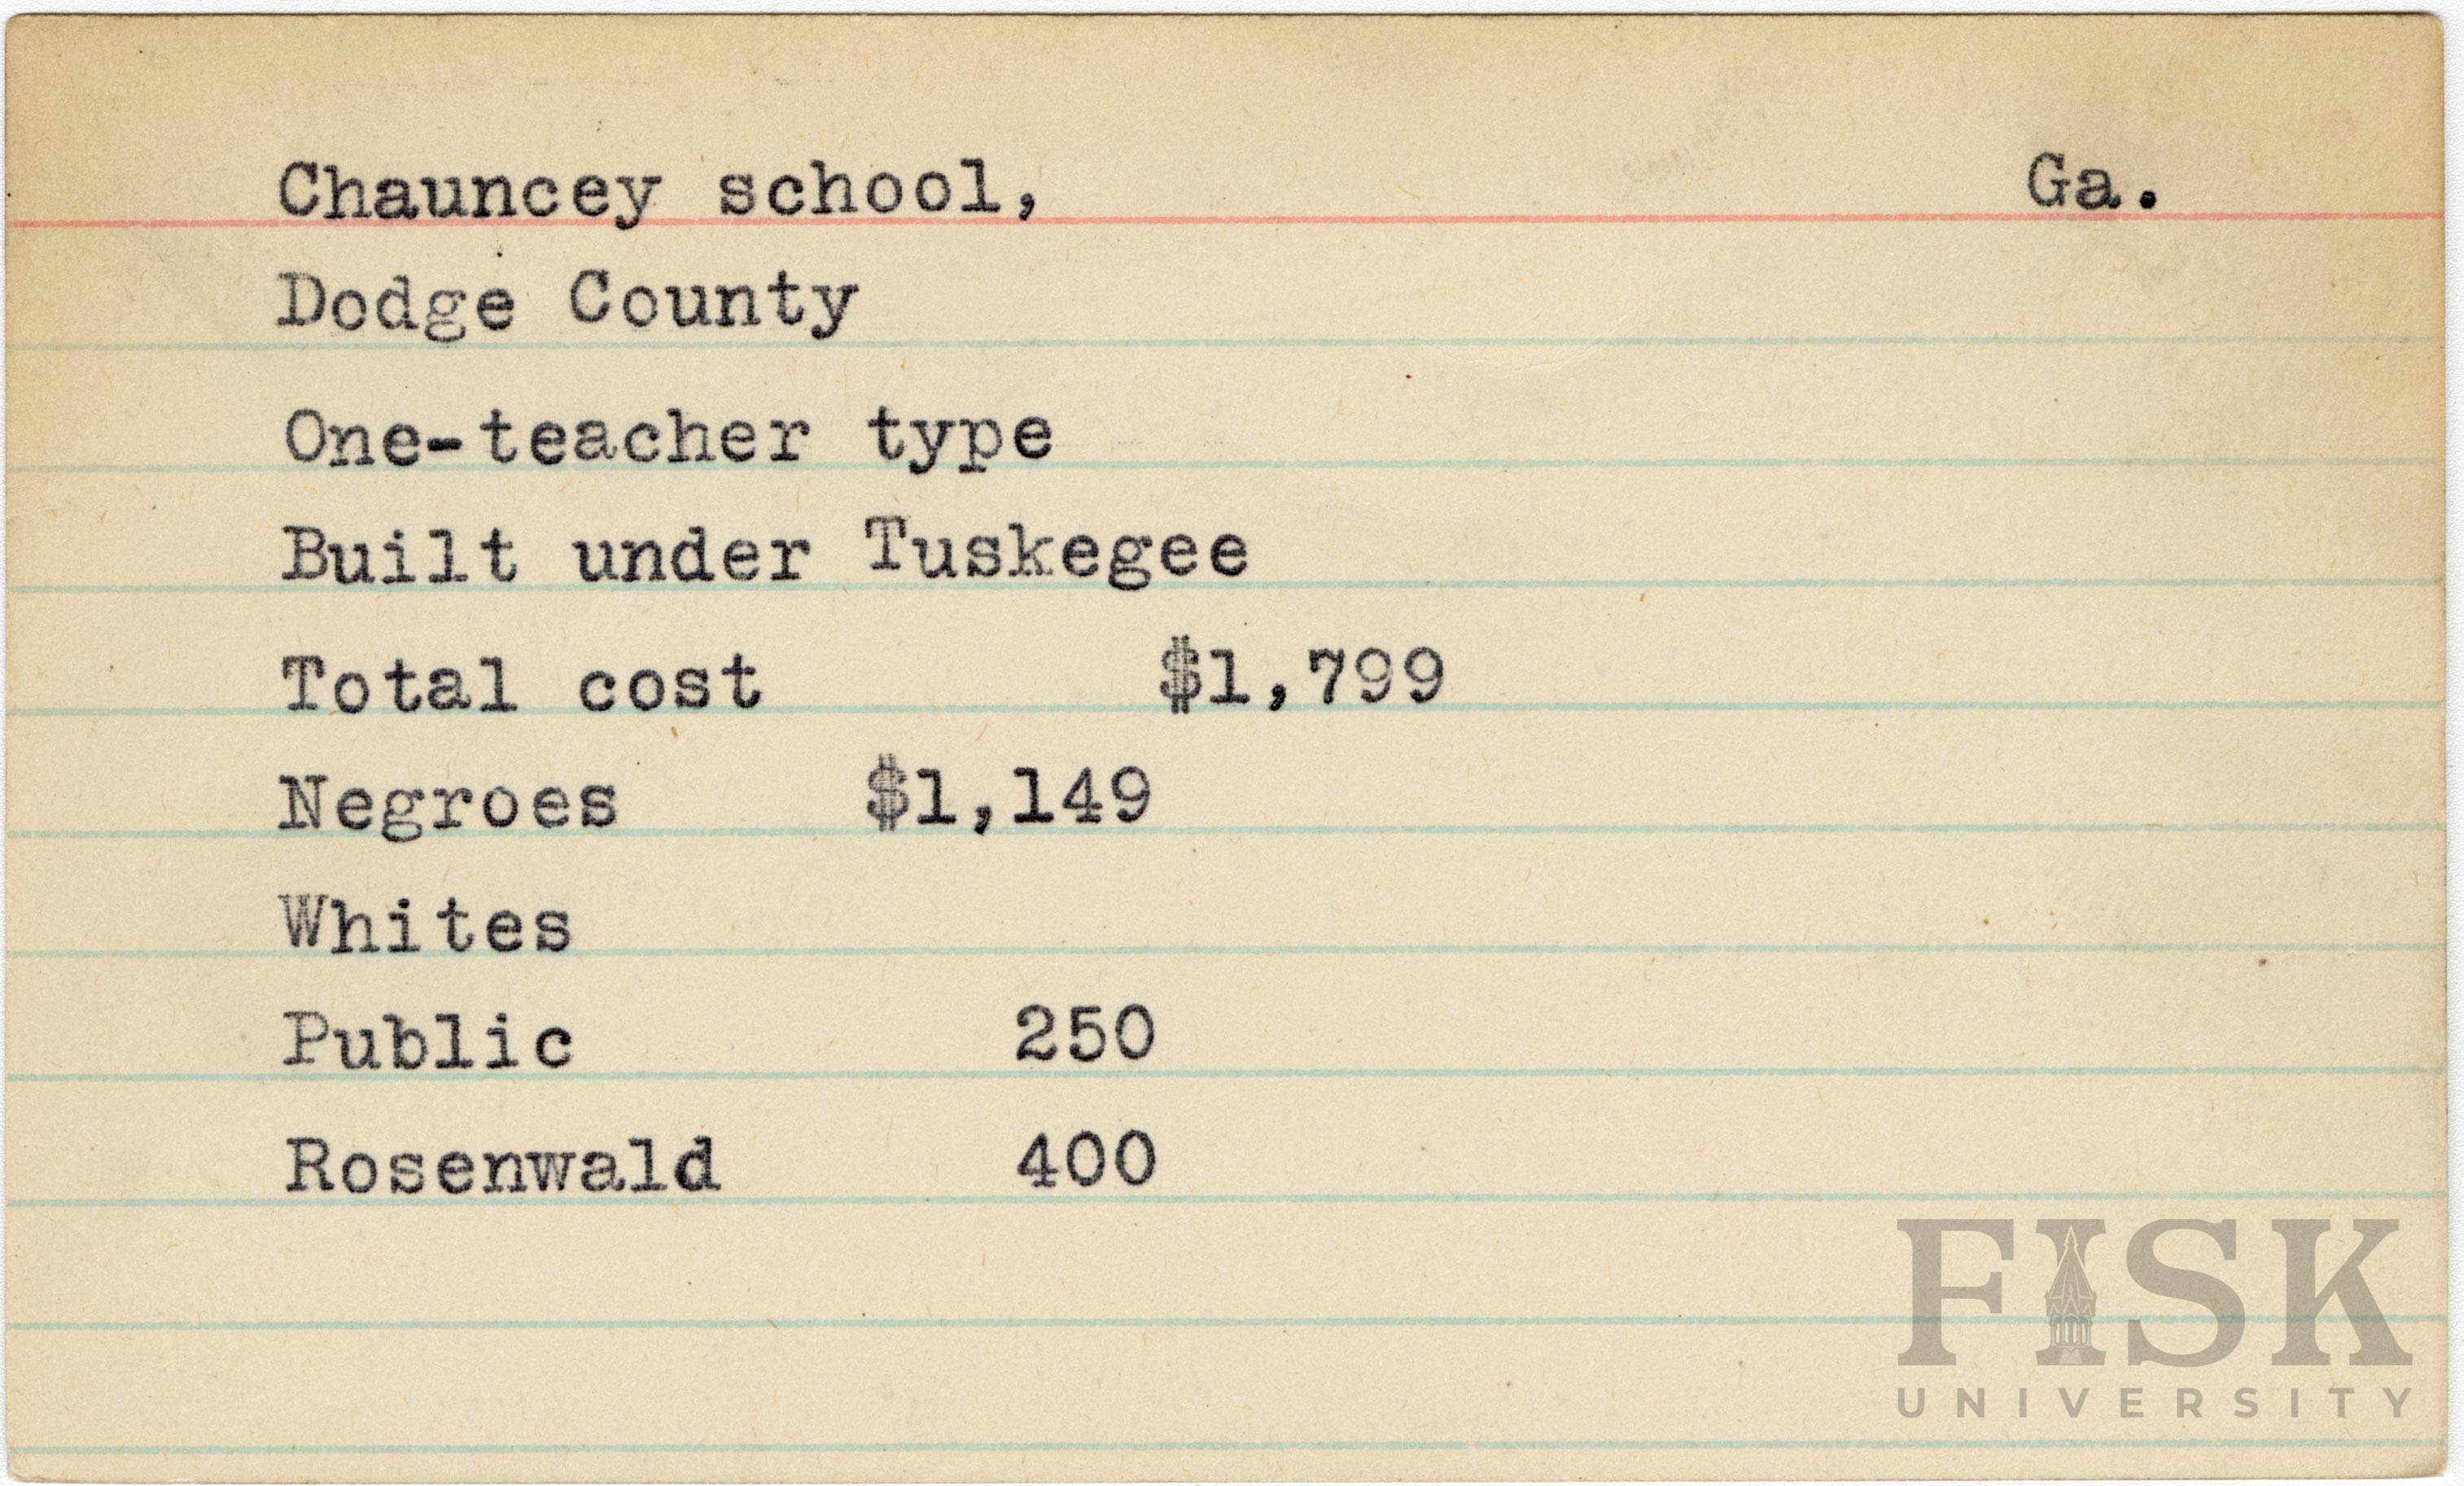 Chauncey school, Ga.
Dodge County
One-teacher type
Built under Tuskegee
Total cost $1,799
Negroes $1,149
Whites
Public 250
Rosenwald 400
FISK
UNIVERSITY